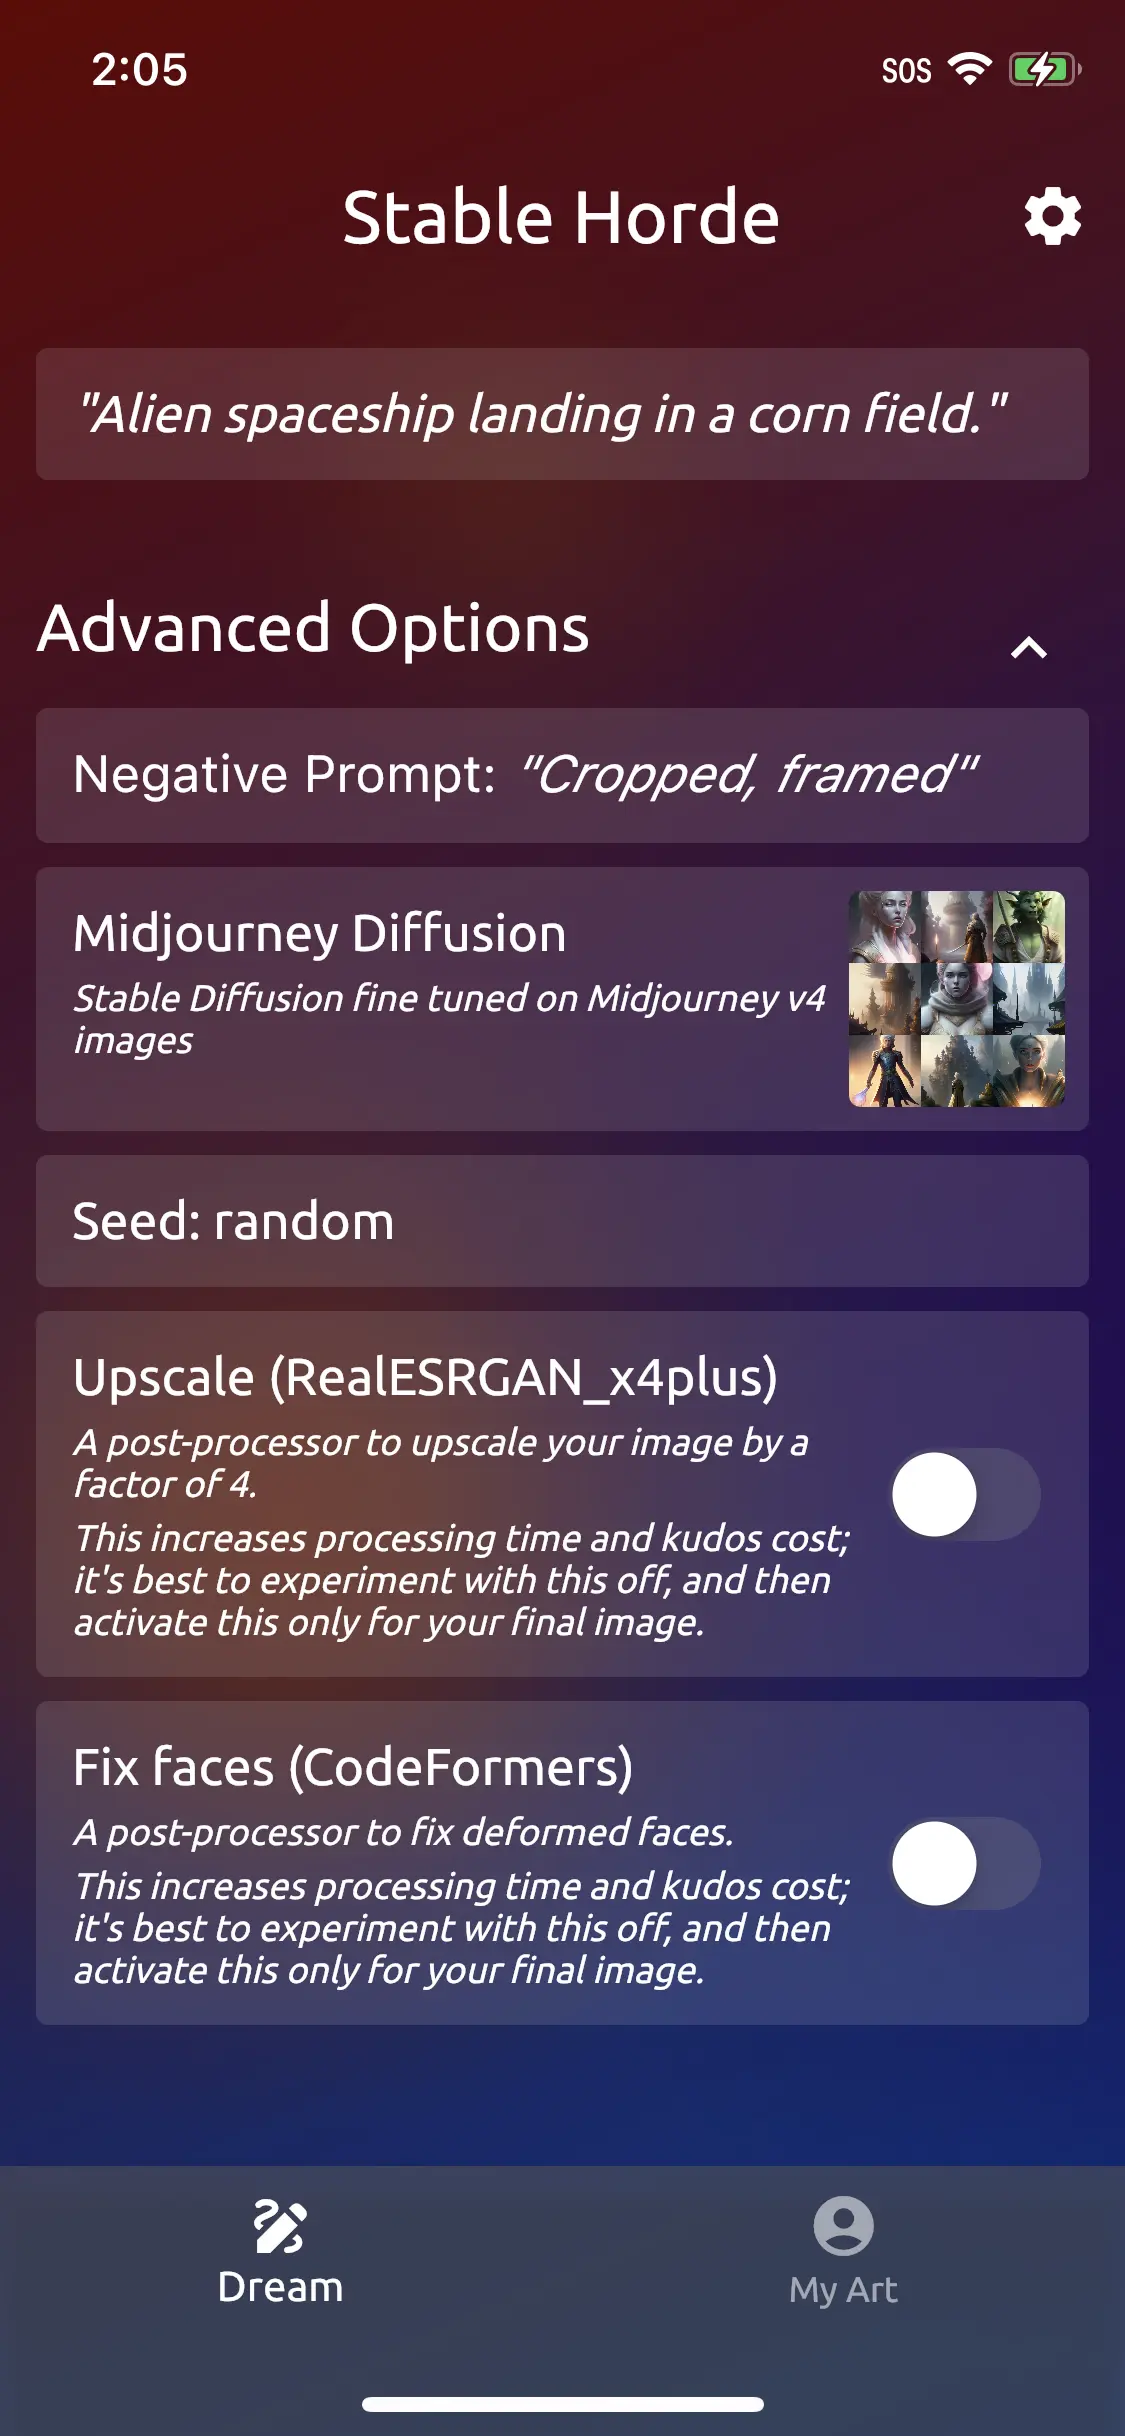 2:05
SOS
Stable Horde
"Alien spaceship landing in a corn field."
Advanced Options
Negative Prompt: "Cropped, framed"
Midjourney Diffusion
Stable Diffusion fine tuned on Midjourney v4
images
Seed: random
Upscale (RealESRGAN_x4plus)
A post-processor to upscale your image by a
factor of 4.
This increases processing time and kudos cost;
it's best to experiment with this off, and then
activate this only for your final image.
Fix faces (CodeFormers)
A post-processor to fix deformed faces.
This increases processing time and kudos cost;
it's best to experiment with this off, and then
activate this only for your final image.
Dream
My Art